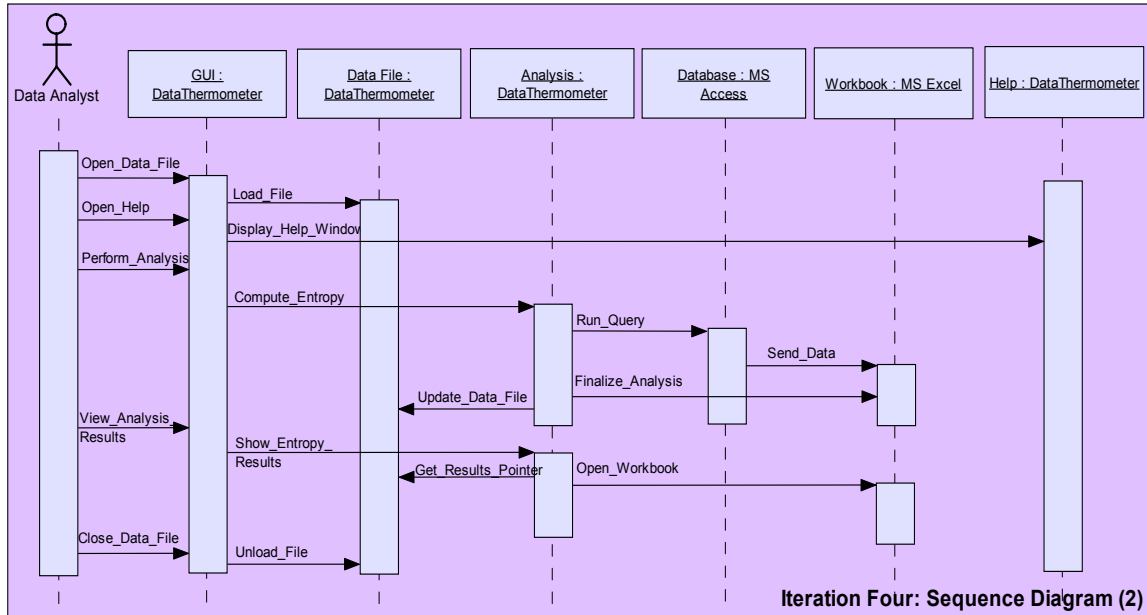 Data Analyst
GUI :
DataThermometer
Data File :
DataThermometer
Analysis :
DataThermometer
Database : MS
Access
Workbook : MS Excel
Help : DataThermometer
Open_Data_File
Load_File
Open_Help
Display_Help_Window
Perform_Analysis
Compute_Entropy
Run_Query
Send_Data
Finalize_Analysis
Update_Data_File
View_Analysis_
Results
Show_Entropy_
Results
Get_Results_Pointer
Open_Workbook
Close_Data_File
Unload_File
Iteration Four: Sequence Diagram (2)